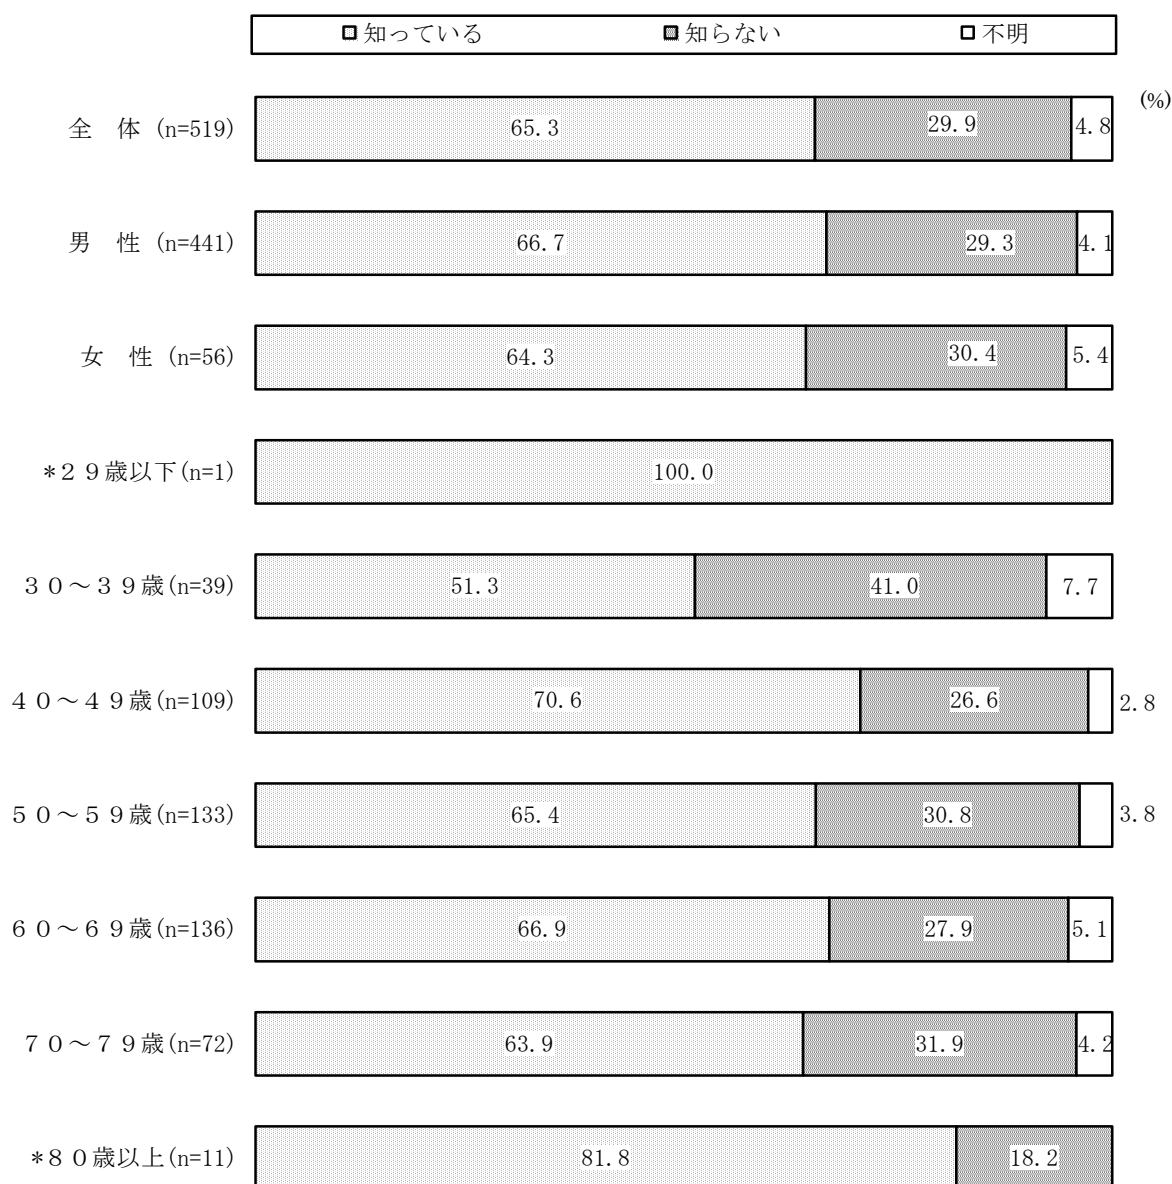 知っている 知らない 不明
(%)
全 体 (n=519) 65.3 29.9 4.8
男 性 (n=441) 66.7 29.3 4.1
女 性 (n=56) 64.3 30.4 5.4
*２９歳以下(n=1) 100.0
３０～３９歳(n=39) 51.3 41.0 7.7
４０～４９歳(n=109) 70.6 26.6 2.8
５０～５９歳(n=133) 65.4 30.8 3.8
６０～６９歳(n=136) 66.9 27.9 5.1
７０～７９歳(n=72) 63.9 31.9 4.2
*８０歳以上(n=11) 81.8 18.2